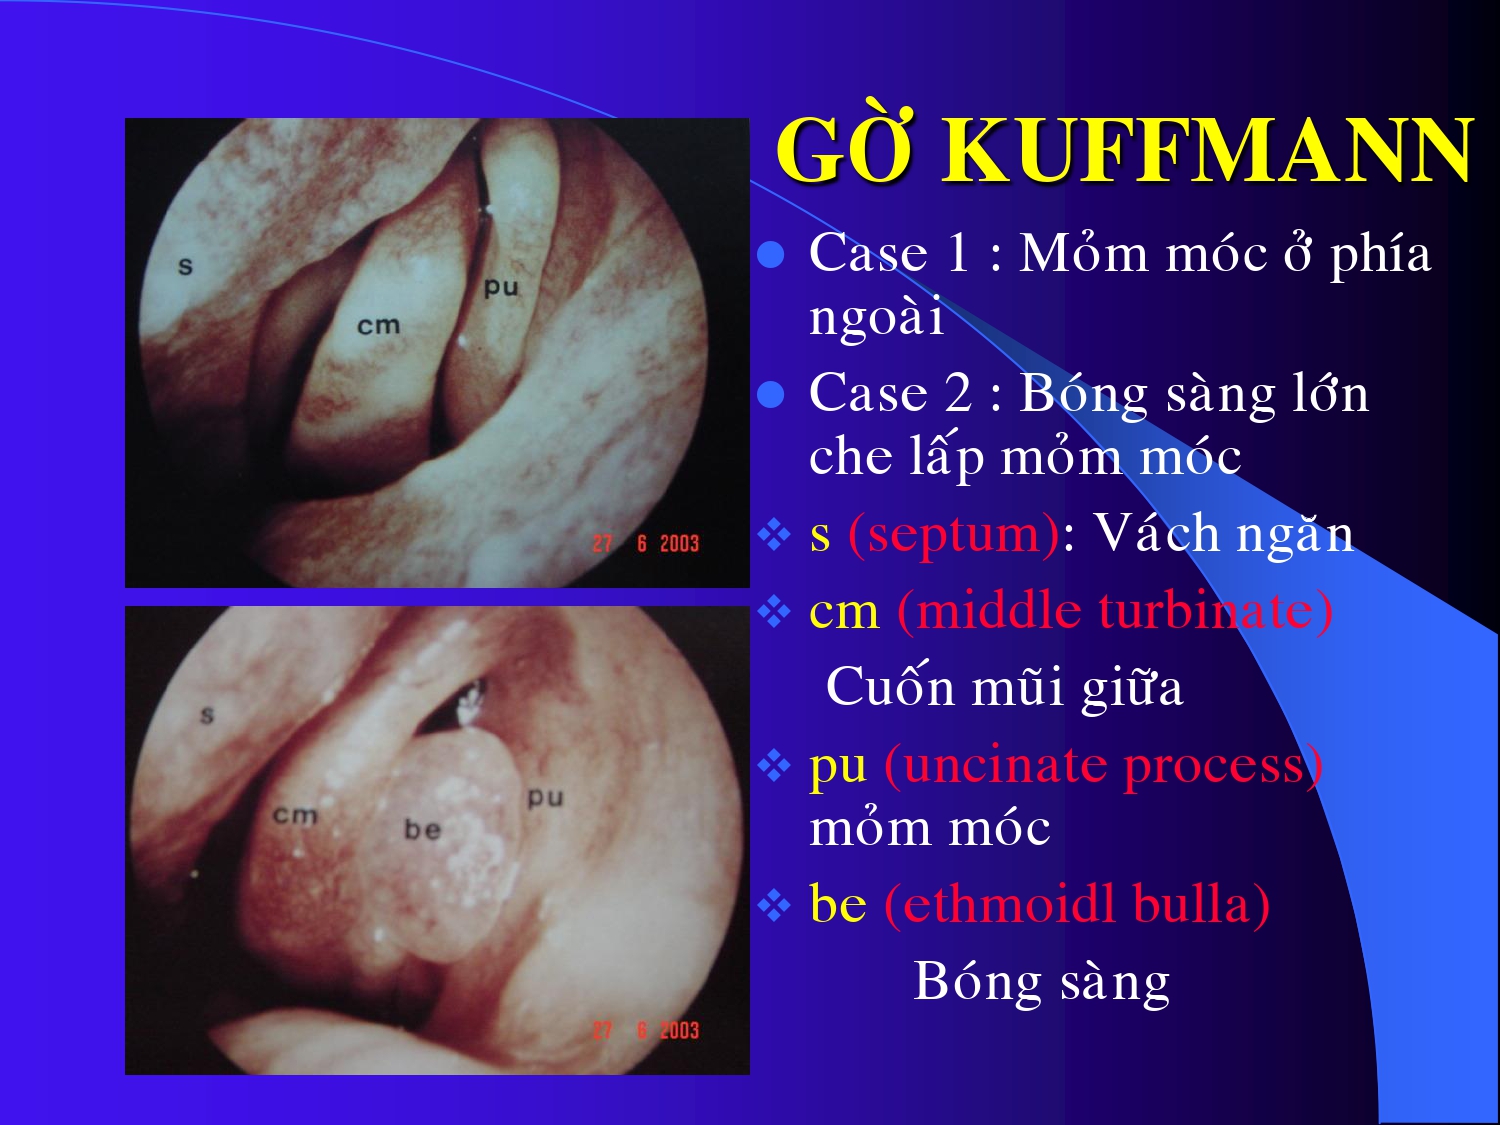 GỜ KUFFMANN
Case 1 : Mỏm móc ở phía
ngoài
Case 2 : Bóng sàng lớn
che lấp mỏm móc
s (septum): Vách ngăn
cm (middle turbinate)
Cuốn mũi giữa
pu (uncinate process)
mỏm móc
be (ethmoidl bulla)
Bóng sàng
s
cm
pu
27 6 2003
s
cm
be
pu
27 6 2003